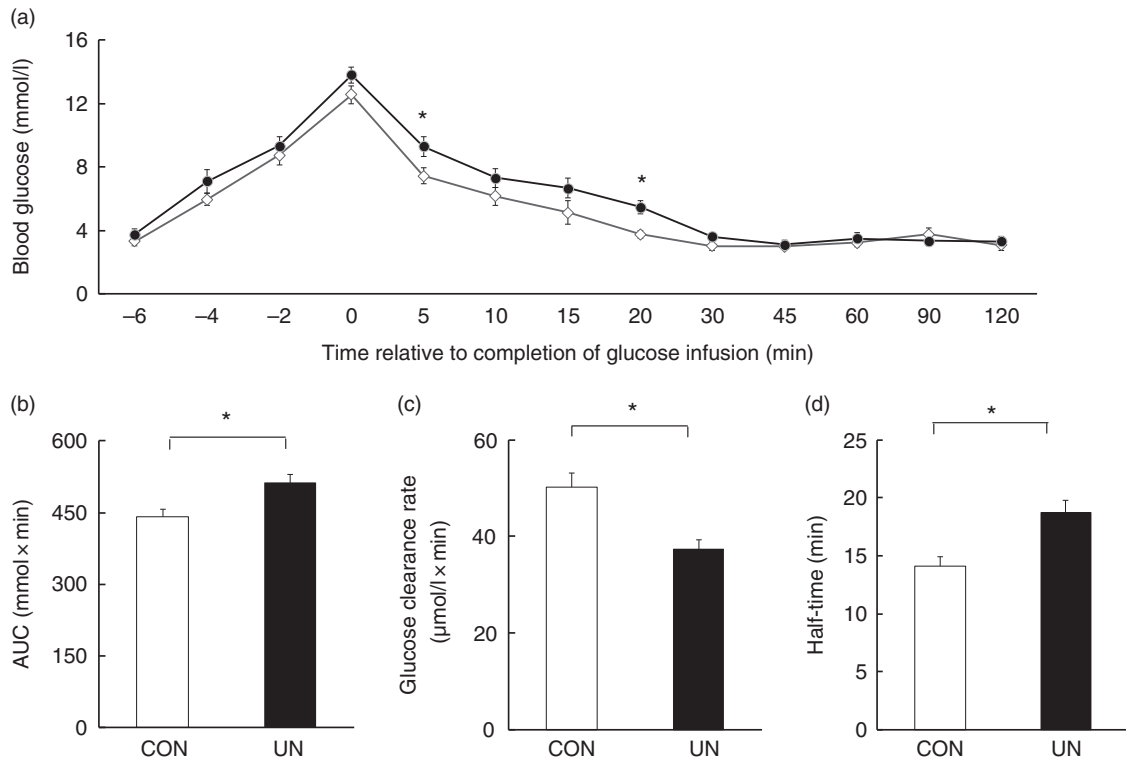 (a)
16
12
8
4
0
Blood glucose (mmol/l)
*
*
–6 –4 –2 0 5 10 15 20 30 45 60 90 120
Time relative to completion of glucose infusion (min)
(b)
600
450
300
150
0
AUC (mmol × min)
*
CON UN
(c)
60
40
20
0
Glucose clearance rate
(μmol/l × min)
*
CON UN
(d)
25
20
15
10
5
0
Half-time (min)
*
CON UN